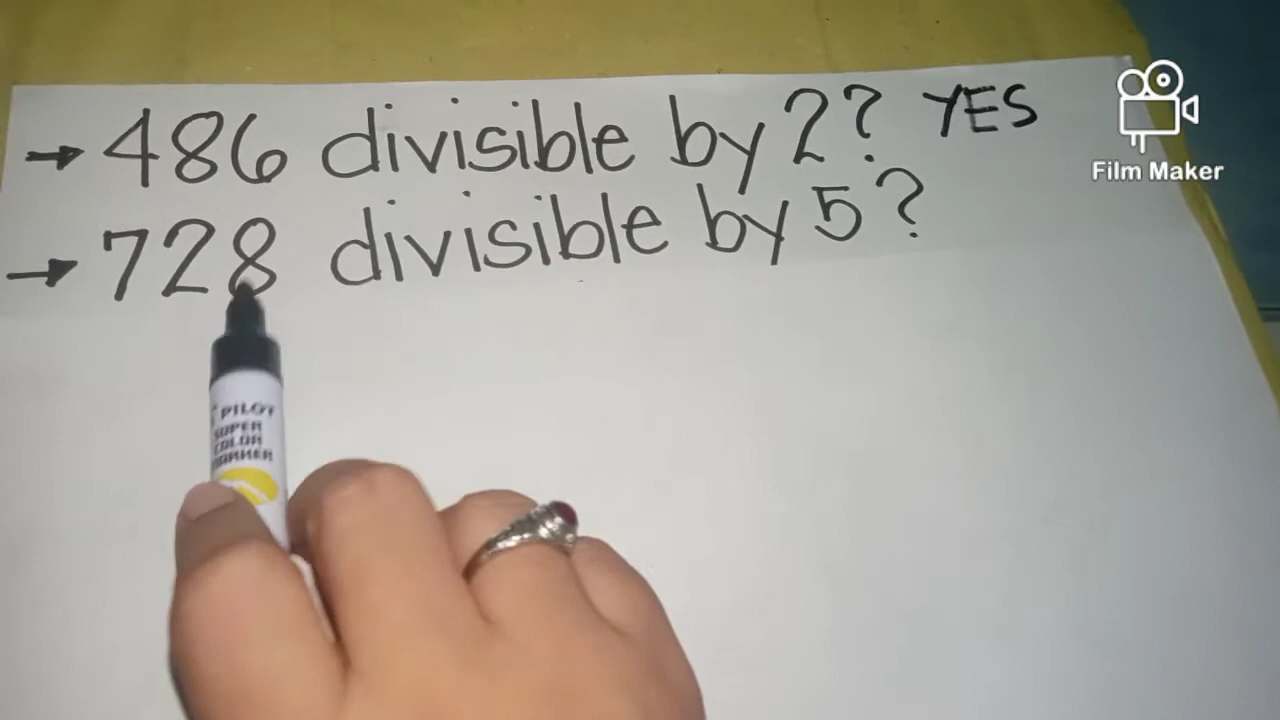 → 486 divisible by 2? YES
→ 728 divisible by 5?
Film Maker
PILOT
SUPER
COLOR
MARKER